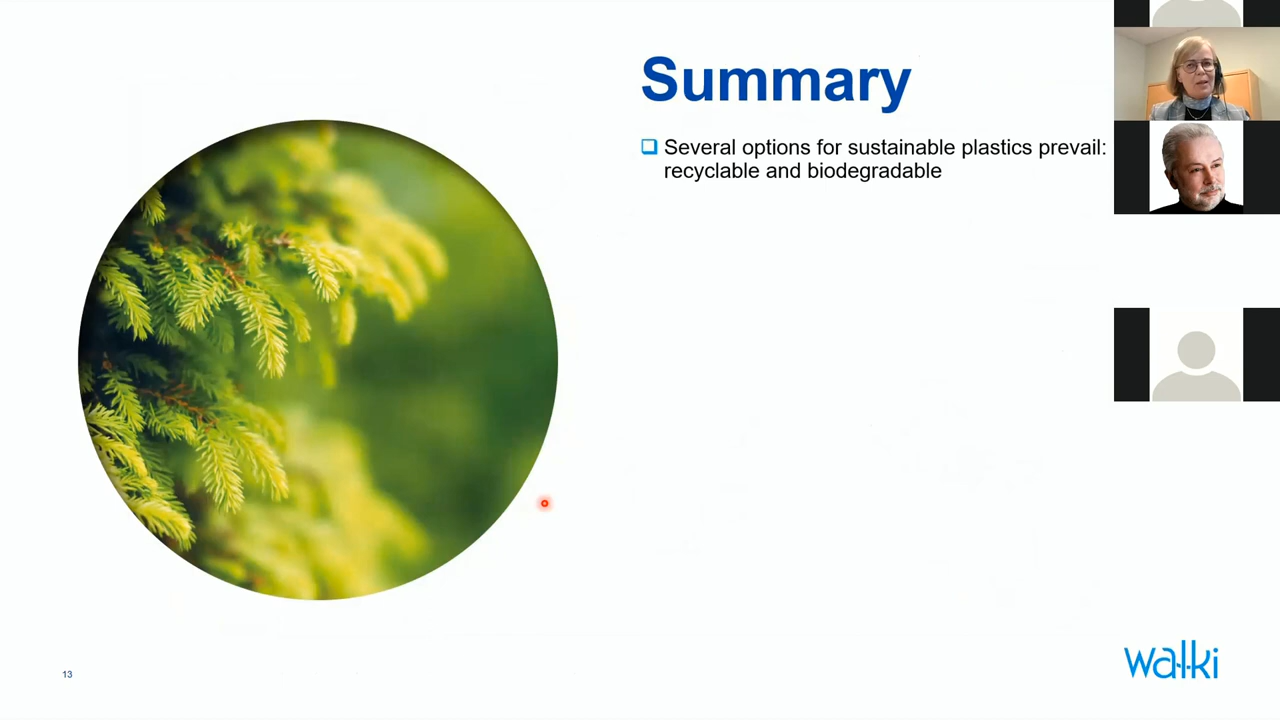 Summary
Several options for sustainable plastics prevail:
recyclable and biodegradable
13
walki